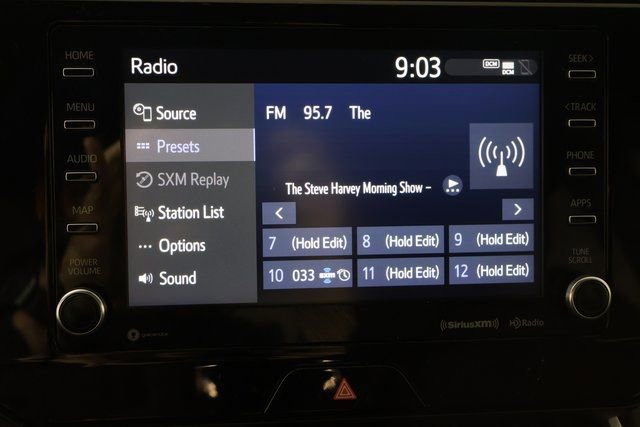 HOME
MENU
AUDIO
MAP
POWER
VOLUME
Radio
9:03
DCM
DCM
Source
Presets
SXM Replay
Station List
Options
Sound
FM 95.7 The
The Steve Harvey Morning Show –
< >
7 (Hold Edit) 8 (Hold Edit) 9 (Hold Edit)
10 033 sxm 11 (Hold Edit) 12 (Hold Edit)
SEEK>
<TRACK
PHONE
APPS
TUNE
SCROLL
((SiriusXM))
HD Radio